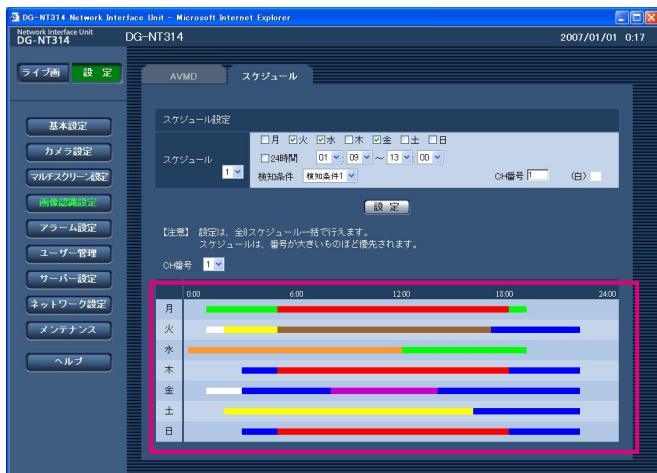 DG-NT314 Network Interface Unit - Microsoft Internet Explorer
Network Interface Unit
DG-NT314
DG-NT314
2007/01/01 0:17
ライブ画 設 定
AVMD スケジュール
基本設定
カメラ設定
マルチスクリーン設定
画像認識設定
アラーム設定
ユーザー管理
サーバー設定
ネットワーク設定
メンテナンス
ヘルプ
スケジュール設定
スケジュール 1
月 火 水 木 金 土 日
24時間 01 : 09 ~ 13 : 00
検知条件 検知条件1 CH番号 1 (白)
設 定
【注意】 設定は、全8スケジュール一括で行えます。
スケジュールは、番号が大きいものほど優先されます。
CH番号 1
0:00 6:00 12:00 18:00 24:00
月
火
水
木
金
土
日